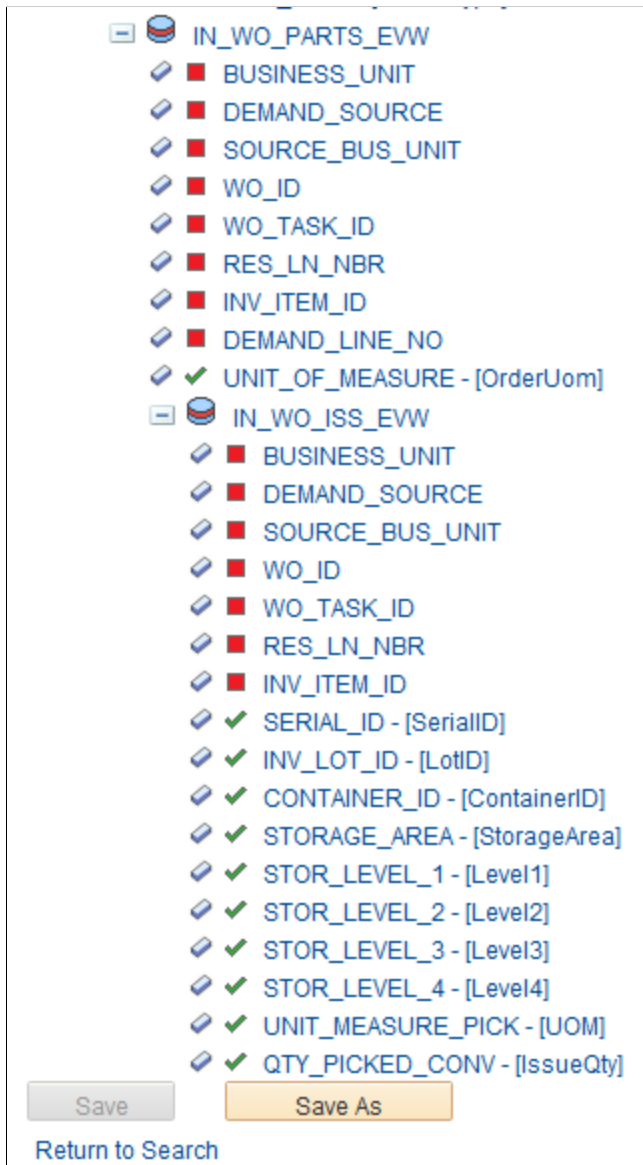 IN_WO_PARTS_EVW
BUSINESS_UNIT
DEMAND_SOURCE
SOURCE_BUS_UNIT
WO_ID
WO_TASK_ID
RES_LN_NBR
INV_ITEM_ID
DEMAND_LINE_NO
UNIT_OF_MEASURE - [OrderUom]
IN_WO_ISS_EVW
BUSINESS_UNIT
DEMAND_SOURCE
SOURCE_BUS_UNIT
WO_ID
WO_TASK_ID
RES_LN_NBR
INV_ITEM_ID
SERIAL_ID - [SerialID]
INV_LOT_ID - [LotID]
CONTAINER_ID - [ContainerID]
STORAGE_AREA - [StorageArea]
STOR_LEVEL_1 - [Level1]
STOR_LEVEL_2 - [Level2]
STOR_LEVEL_3 - [Level3]
STOR_LEVEL_4 - [Level4]
UNIT_MEASURE_PICK - [UOM]
QTY_PICKED_CONV - [IssueQty]
Save Save As
Return to Search